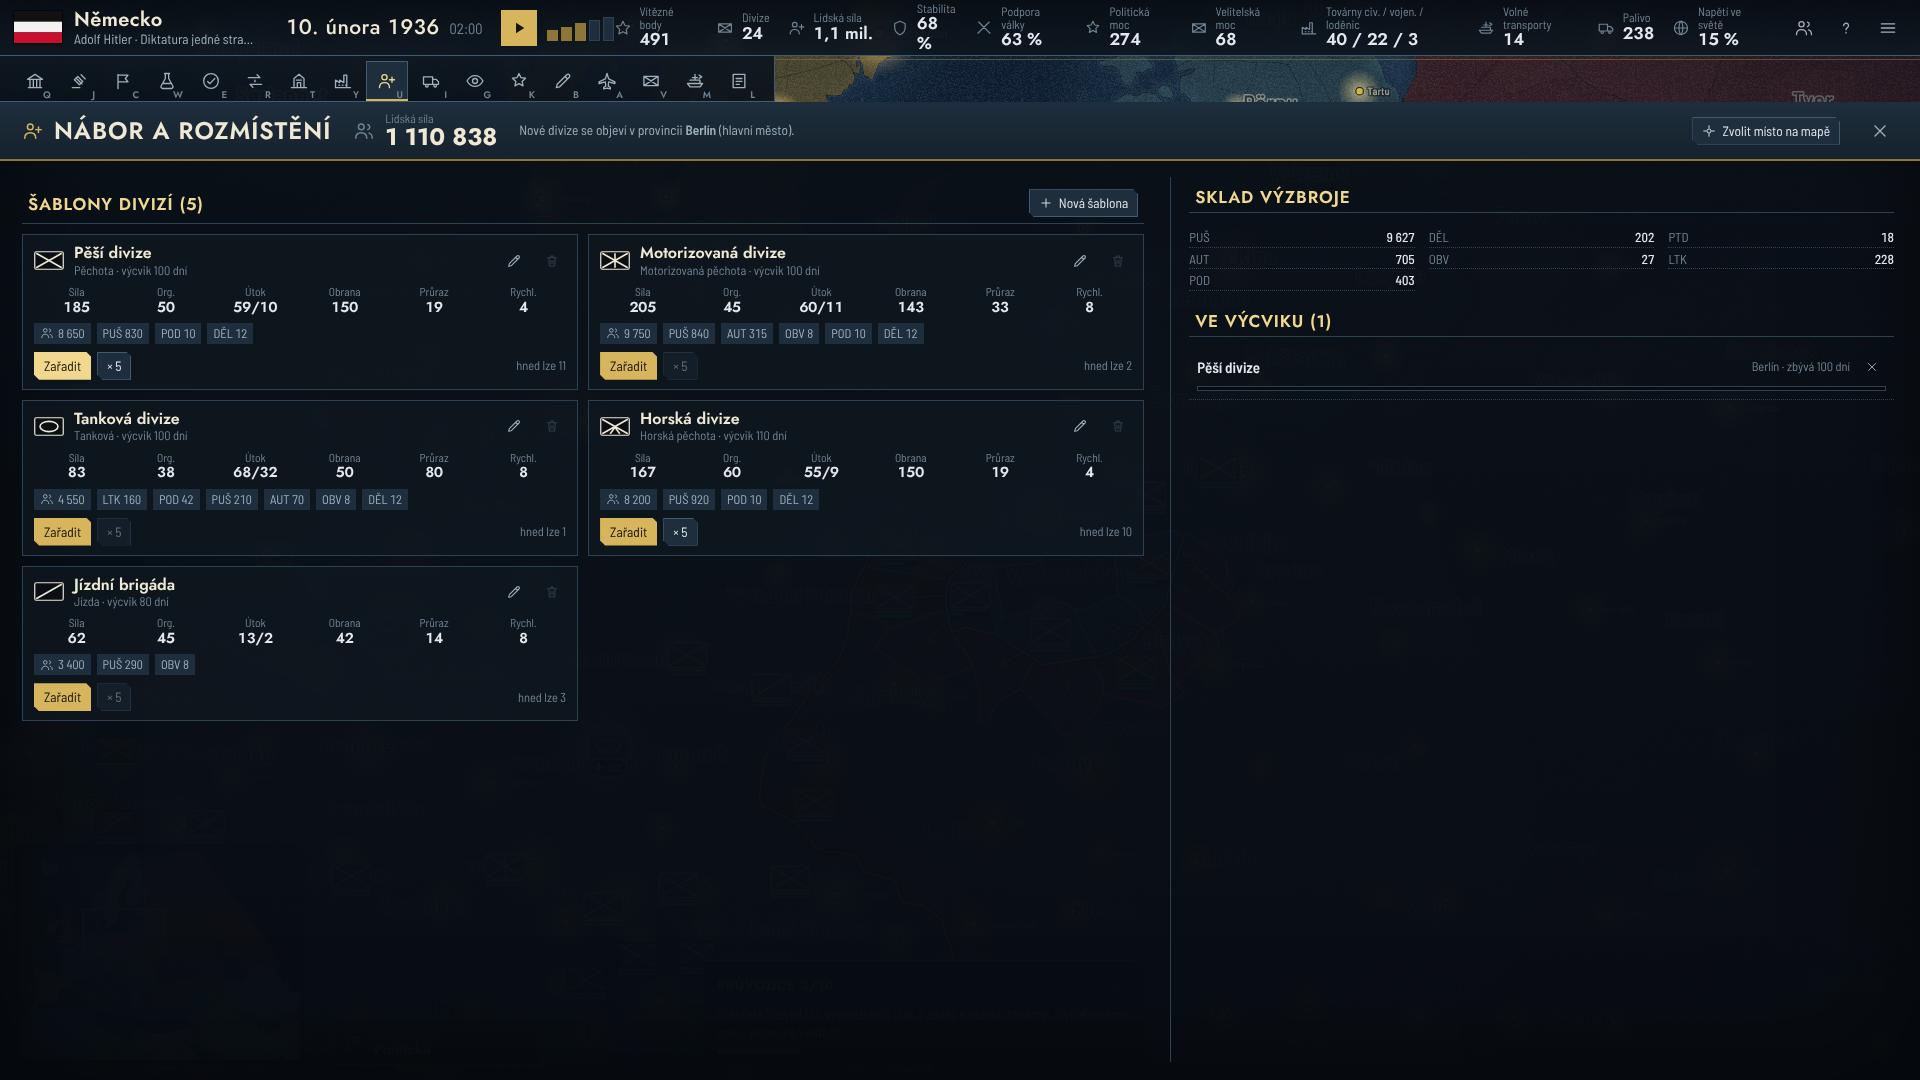 Německo
Adolf Hitler · Diktatura jedné stra...
10. února 1936 02:00
Vítězné body 491
Divize 24
Lidská síla 1,1 mil.
Stabilita 68 %
Podpora války 63 %
Politická moc 274
Velitelská moc 68
Továrny civ. / vojen. / loděnic 40 / 22 / 3
Volné transporty 14
Palivo 238
Napětí ve světě 15 %
?
Q J C W E R T Y U I G K B A V M L
Tartu
NÁBOR A ROZMÍSTĚNÍ
Lidská síla
1 110 838
Nové divize se objeví v provincii Berlín (hlavní město).
Zvolit místo na mapě
ŠABLONY DIVIZÍ (5)
+ Nová šablona
Pěší divize
Pěchota · výcvik 100 dní
Síla Org. Útok Obrana Průraz Rychl.
185 50 59/10 150 19 4
8 650 PUŠ 830 POD 10 DĚL 12
Zařadit × 5 hned lze 11
Motorizovaná divize
Motorizovaná pěchota · výcvik 100 dní
Síla Org. Útok Obrana Průraz Rychl.
205 45 60/11 143 33 8
9 750 PUŠ 840 AUT 315 OBV 8 POD 10 DĚL 12
Zařadit × 5 hned lze 2
Tanková divize
Tanková · výcvik 100 dní
Síla Org. Útok Obrana Průraz Rychl.
83 38 68/32 50 80 8
4 550 LTK 160 POD 42 PUŠ 210 AUT 70 OBV 8 DĚL 12
Zařadit × 5 hned lze 1
Horská divize
Horská pěchota · výcvik 110 dní
Síla Org. Útok Obrana Průraz Rychl.
167 60 55/9 150 19 4
8 200 PUŠ 920 POD 10 DĚL 12
Zařadit × 5 hned lze 10
Jízdní brigáda
Jízda · výcvik 80 dní
Síla Org. Útok Obrana Průraz Rychl.
62 45 13/2 42 14 8
3 400 PUŠ 290 OBV 8
Zařadit × 5 hned lze 3
SKLAD VÝZBROJE
PUŠ 9 627 DĚL 202 PTD 18
AUT 705 OBV 27 LTK 228
POD 403
VE VÝCVIKU (1)
Pěší divize
Berlín · zbývá 100 dní